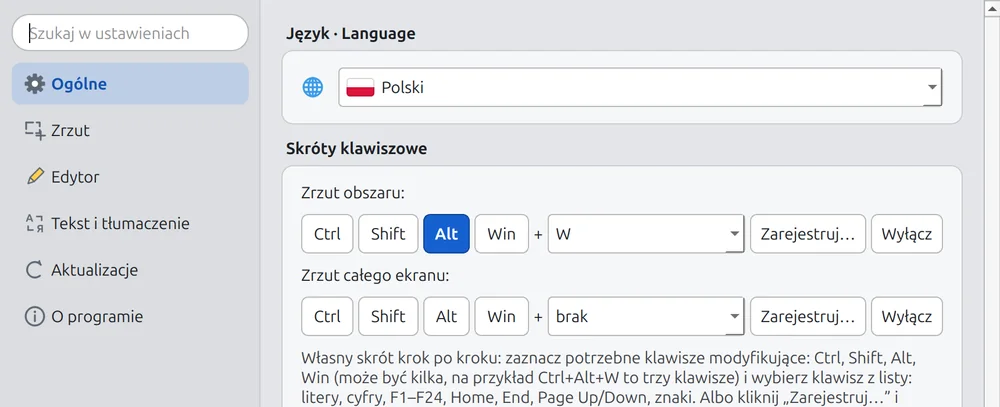 Szukaj w ustawieniach
Ogólne
Zrzut
Edytor
Tekst i tłumaczenie
Aktualizacje
O programie
Język · Language
Polski
Skróty klawiszowe
Zrzut obszaru:
Ctrl Shift Alt Win + W Zarejestruj... Wyłącz
Zrzut całego ekranu:
Ctrl Shift Alt Win + brak Zarejestruj... Wyłącz
Własny skrót krok po kroku: zaznacz potrzebne klawisze modyfikujące: Ctrl, Shift, Alt,
Win (może być kilka, na przykład Ctrl+Alt+W to trzy klawisze) i wybierz klawisz z listy:
litery, cyfry, F1–F24, Home, End, Page Up/Down, znaki. Albo kliknij „Zarejestruj...” i